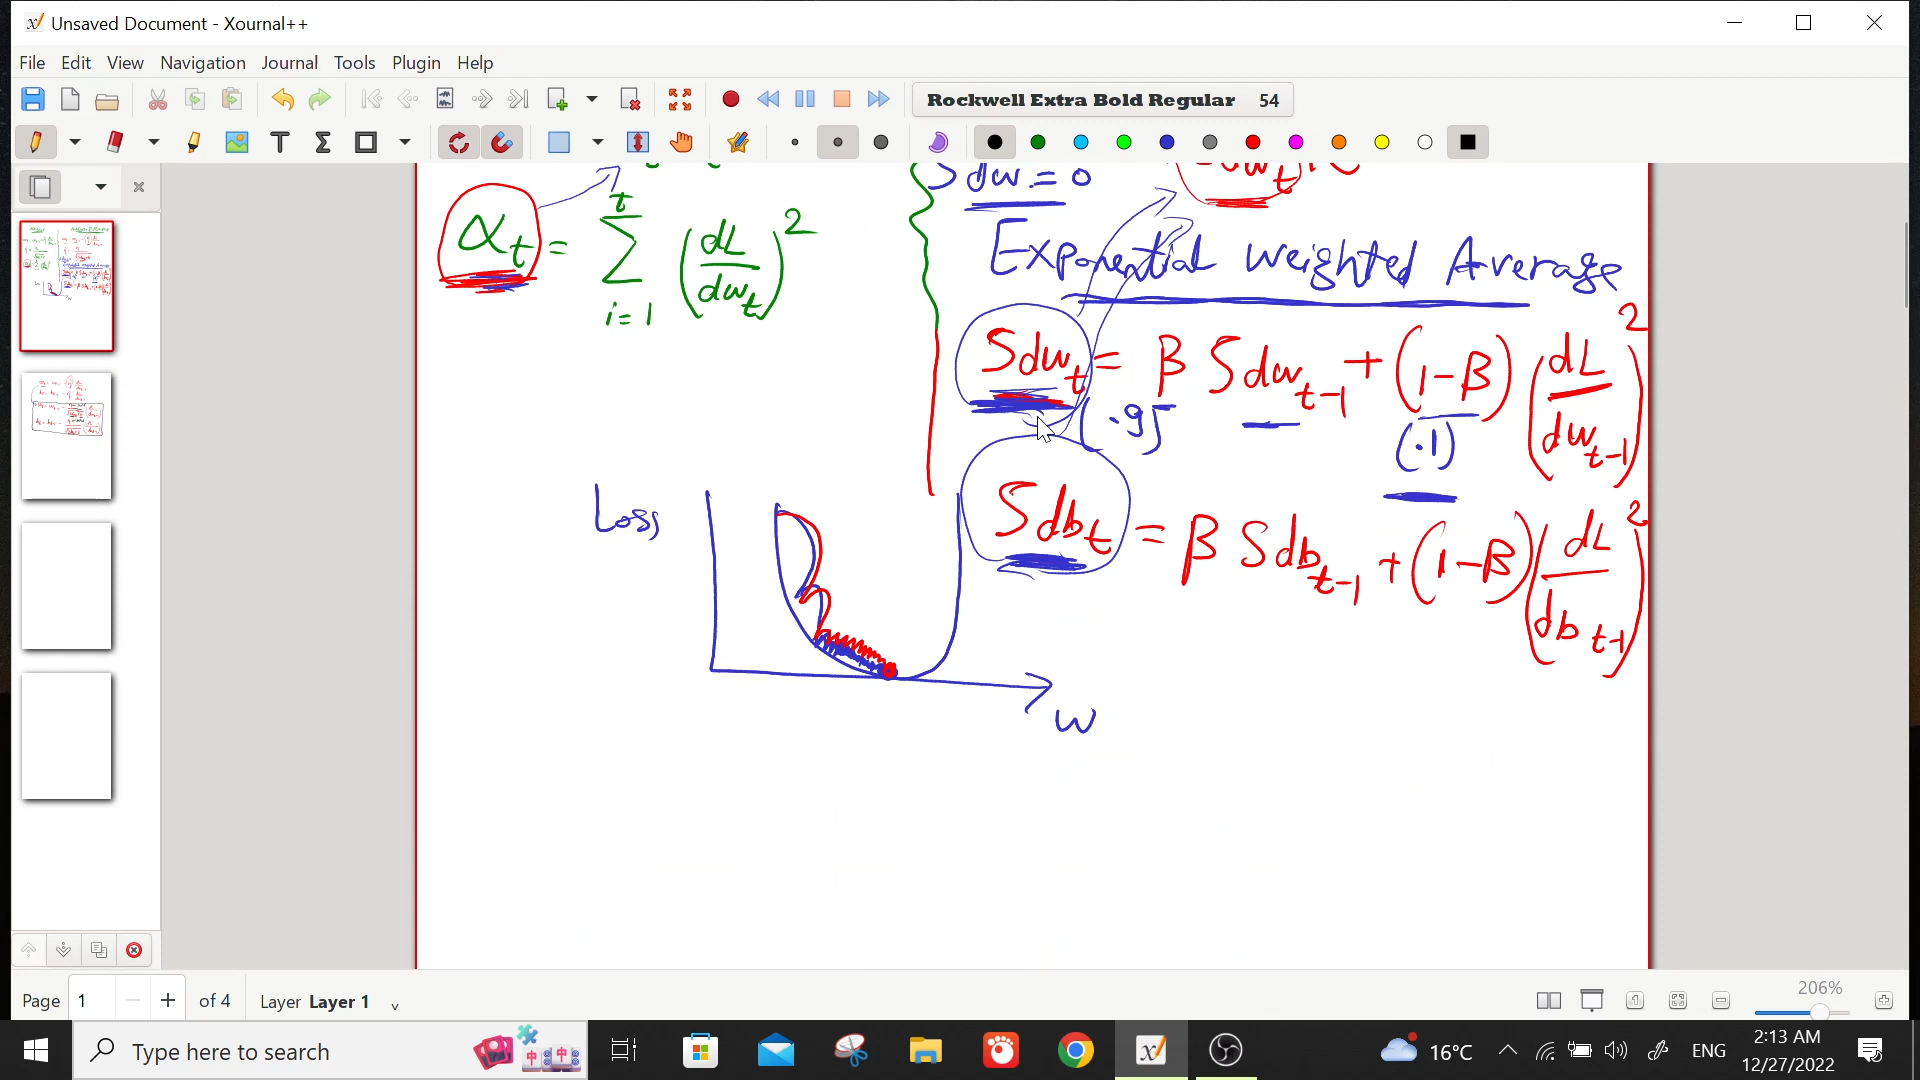 Unsaved Document - Xournal++
File Edit View Navigation Journal Tools Plugin Help
Rockwell Extra Bold Regular 54
αt = t ∑ i=1 (dL/dwt)²
Sdw = 0
Exponential Weighted Average
Sdwt = β Sdwt-1 + (1-β) (dL/dwt-1)²
(.9)
(.1)
Sdbt = β Sdbt-1 + (1-β) (dL/dbt-1)²
Loss
w
Page 1 of 4 Layer Layer 1
206%
Type here to search
16°C
ENG
2:13 AM
12/27/2022